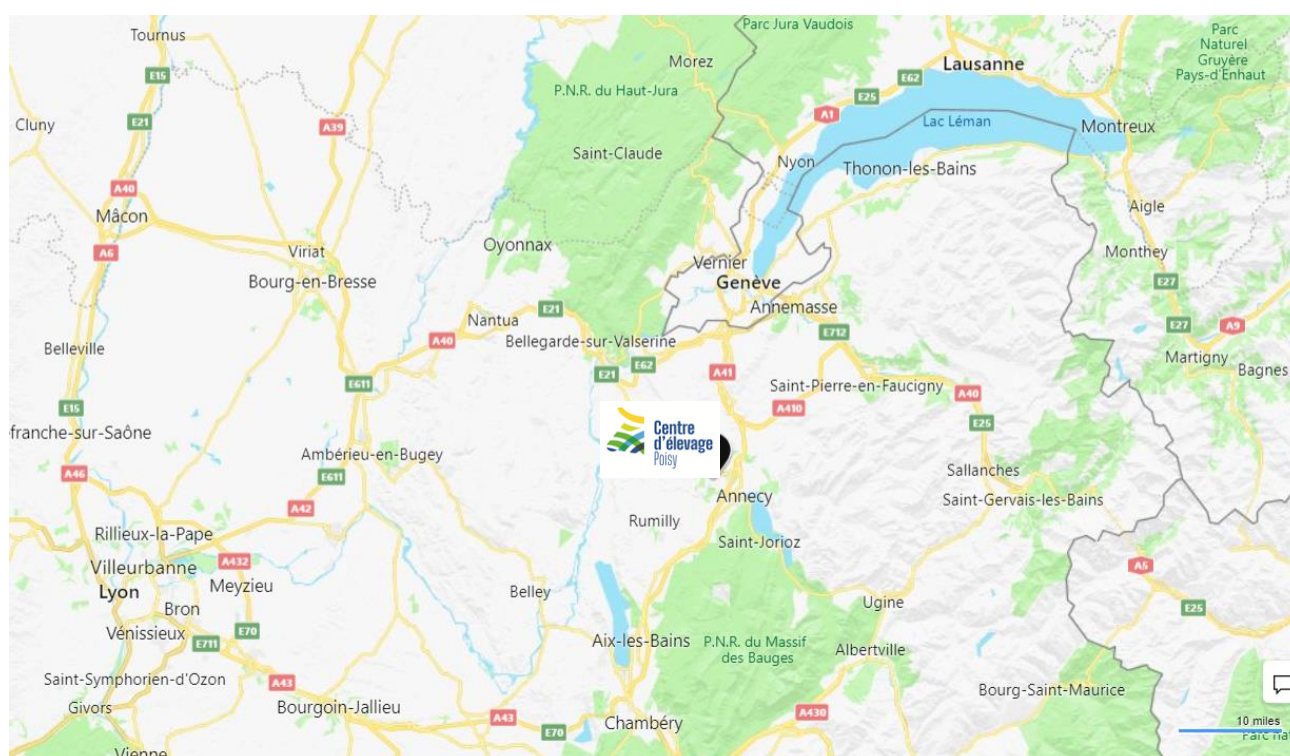 Parc Jura Vaudois
Tournus
Parc
Naturel
Gruyère
Pays-d'Enhaut
Morez
Lausanne
E15
E62
P.N.R. du Haut-Jura
E25
A1
Cluny
E21
A39
Lac Léman
Montreux
Saint-Claude
Nyon
Thonon-les-Bains
A40
Mâcon
Aigle
Oyonnax
A6
Viriat
Vernier
Monthey
Bourg-en-Bresse
Genève
E27
Annemasse
E21
Nantua
E712
E27
A9
A40
Bellegarde-sur-Valserine
Belleville
E62
Martigny
Bagnes
E21
A41
E611
Saint-Pierre-en-Faucigny
A40
E15
A410
E25
Centre
d'élevage
Poisy
efranche-sur-Saône
Ambérieu-en-Bugey
A46
E611
Sallanches
Annecy
Saint-Gervais-les-Bains
A42
Rumilly
Rillieux-la-Pape
Saint-Jorioz
A432
Villeurbanne
A5
Meyzieu
Lyon
Belley
Bron
Ugine
E25
Vénissieux
E70
E711
Aix-les-Bains
P.N.R. du Massif
des Bauges
Albertville
Saint-Symphorien-d'Ozon
A43
Bourg-Saint-Maurice
Givors
Bourgoin-Jallieu
A43
A430
Chambéry
E70
10 miles
Vienne